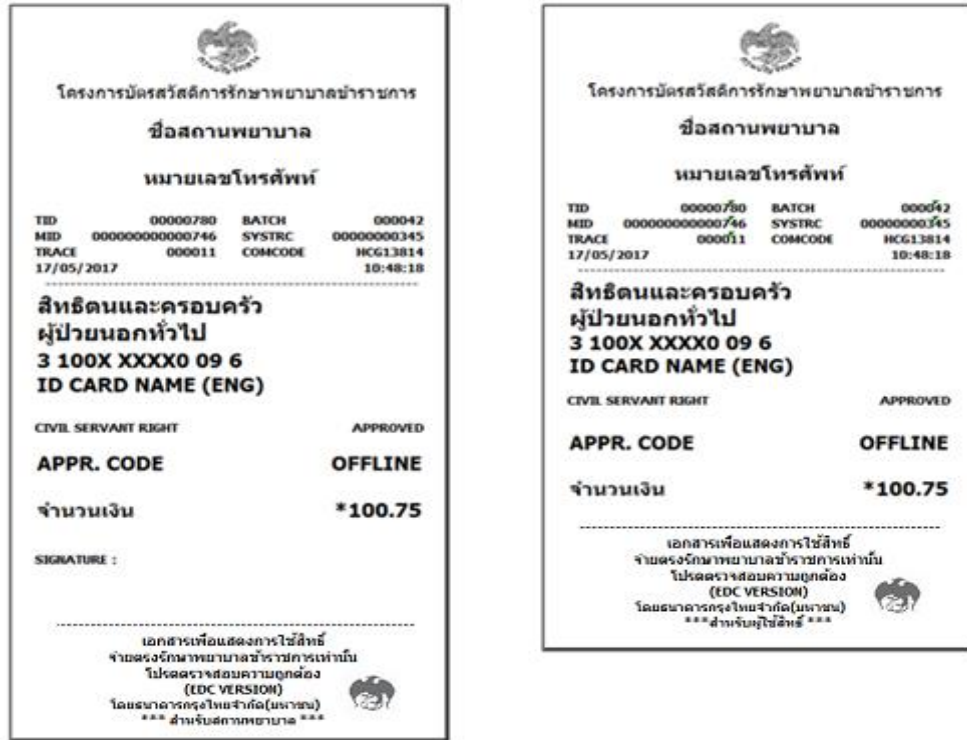 โครงการบัตรสวัสดิการรักษาพยาบาลข้าราชการ
ชื่อสถานพยาบาล
หมายเลขโทรศัพท์
TID 00000780 BATCH 000042
MID 000000000000746 SYSTRC 00000000345
TRACE 000011 COMCODE HCG13814
17/05/2017 10:48:18
สิทธิตนและครอบครัว
ผู้ป่วยนอกทั่วไป
3 100X XXXX0 09 6
ID CARD NAME (ENG)
CIVIL SERVANT RIGHT APPROVED
APPR. CODE OFFLINE
จำนวนเงิน *100.75
SIGNATURE :
เอกสารเพื่อแสดงการใช้สิทธิ์
จ่ายตรงรักษาพยาบาลข้าราชการเท่านั้น
โปรดตรวจสอบความถูกต้อง
(EDC VERSION)
โดยธนาคารกรุงไทยจำกัด(มหาชน)
*** สำหรับสถานพยาบาล ***
โครงการบัตรสวัสดิการรักษาพยาบาลข้าราชการ
ชื่อสถานพยาบาล
หมายเลขโทรศัพท์
TID 00000780 BATCH 000042
MID 000000000000746 SYSTRC 00000000345
TRACE 000011 COMCODE HCG13814
17/05/2017 10:48:18
สิทธิตนและครอบครัว
ผู้ป่วยนอกทั่วไป
3 100X XXXX0 09 6
ID CARD NAME (ENG)
CIVIL SERVANT RIGHT APPROVED
APPR. CODE OFFLINE
จำนวนเงิน *100.75
เอกสารเพื่อแสดงการใช้สิทธิ์
จ่ายตรงรักษาพยาบาลข้าราชการเท่านั้น
โปรดตรวจสอบความถูกต้อง
(EDC VERSION)
โดยธนาคารกรุงไทยจำกัด(มหาชน)
***สำหรับผู้ใช้สิทธิ์ ***